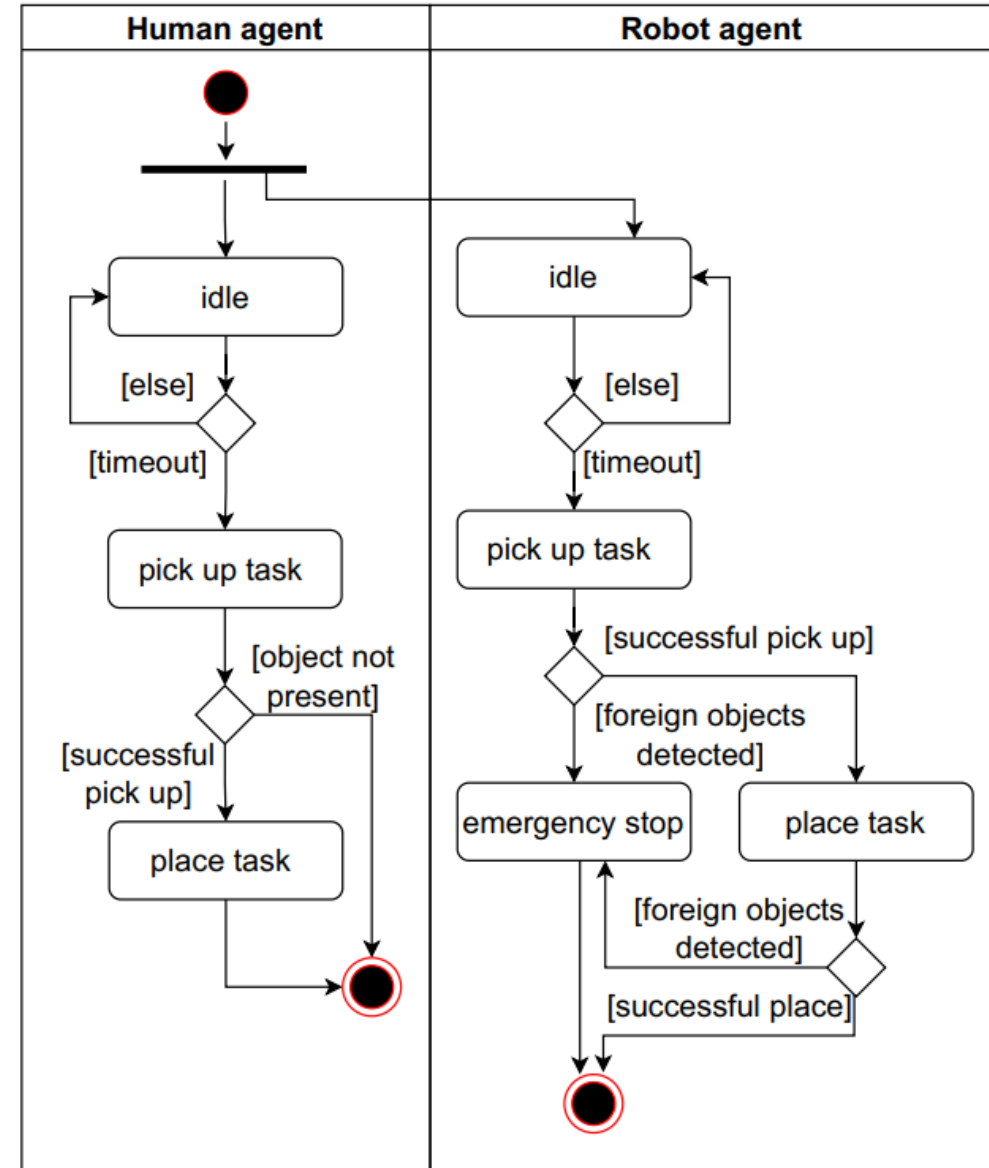 Human agent
Robot agent
idle
[else]
[timeout]
pick up task
[object not
present]
[successful
pick up]
place task
idle
[else]
[timeout]
pick up task
[successful pick up]
[foreign objects
detected]
emergency stop
place task
[foreign objects
detected]
[successful place]